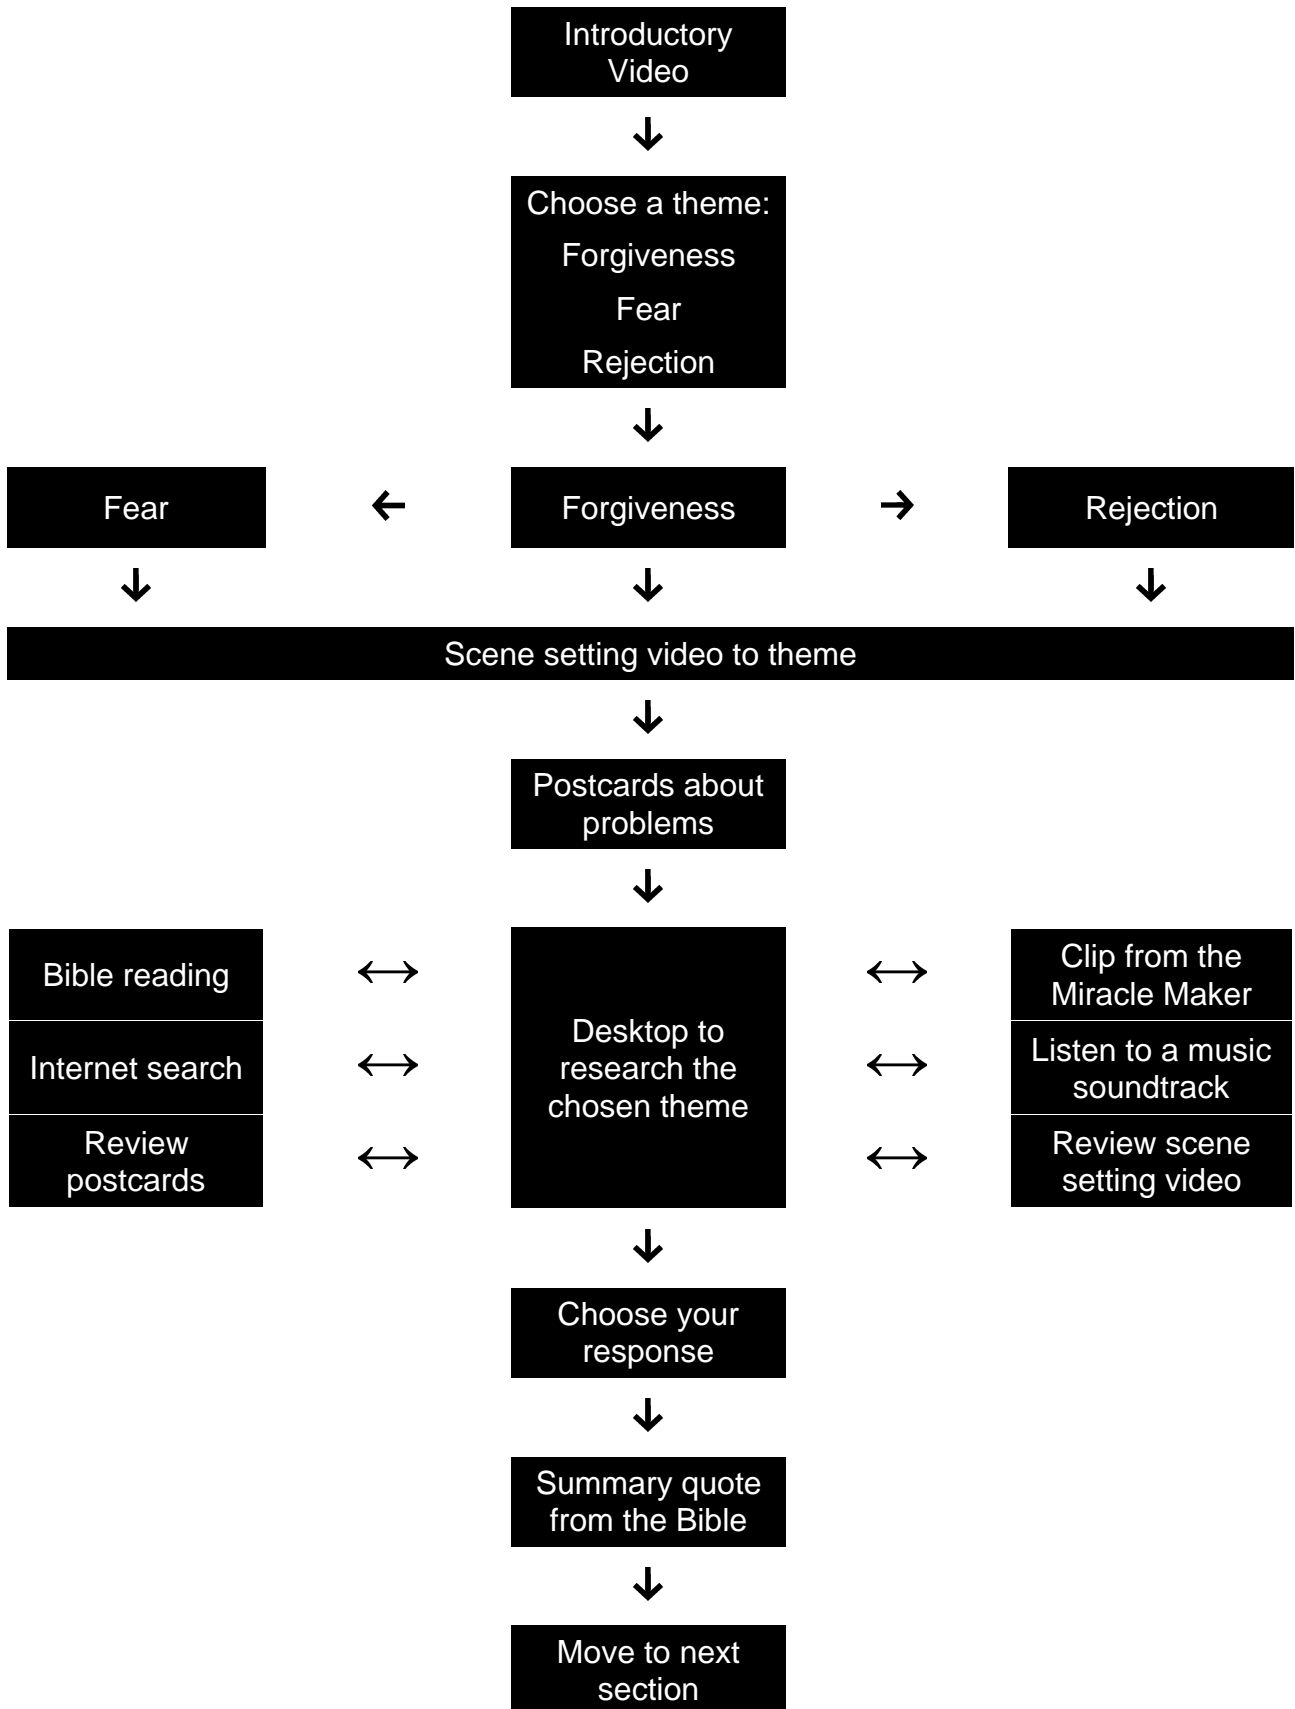 Introductory
Video
Choose a theme:
Forgiveness
Fear
Rejection
Fear
Forgiveness
Rejection
Scene setting video to theme
Postcards about
problems
Bible reading
Internet search
Review
postcards
Desktop to
research the
chosen theme
Clip from the
Miracle Maker
Listen to a music
soundtrack
Review scene
setting video
Choose your
response
Summary quote
from the Bible
Move to next
section